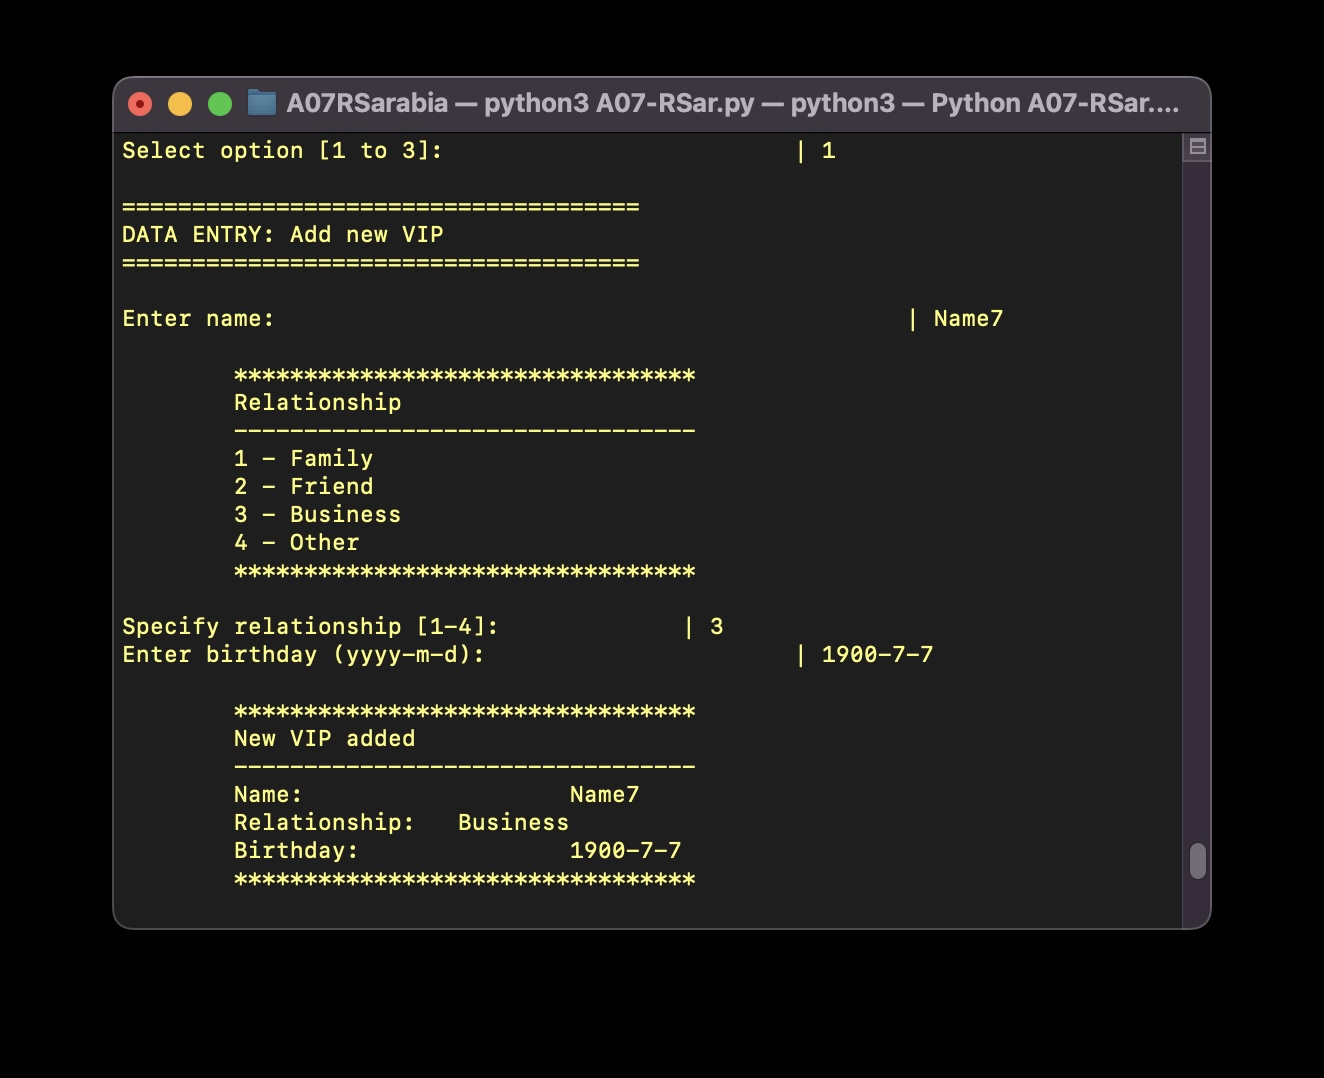 A07RSarabia — python3 A07-RSar.py — python3 — Python A07-RSar....
Select option [1 to 3]: | 1
=====================================
DATA ENTRY: Add new VIP
=====================================
Enter name: | Name7
*********************************
Relationship
---------------------------------
1 - Family
2 - Friend
3 - Business
4 - Other
*********************************
Specify relationship [1-4]: | 3
Enter birthday (yyyy-m-d): | 1900-7-7
*********************************
New VIP added
---------------------------------
Name: Name7
Relationship: Business
Birthday: 1900-7-7
*********************************